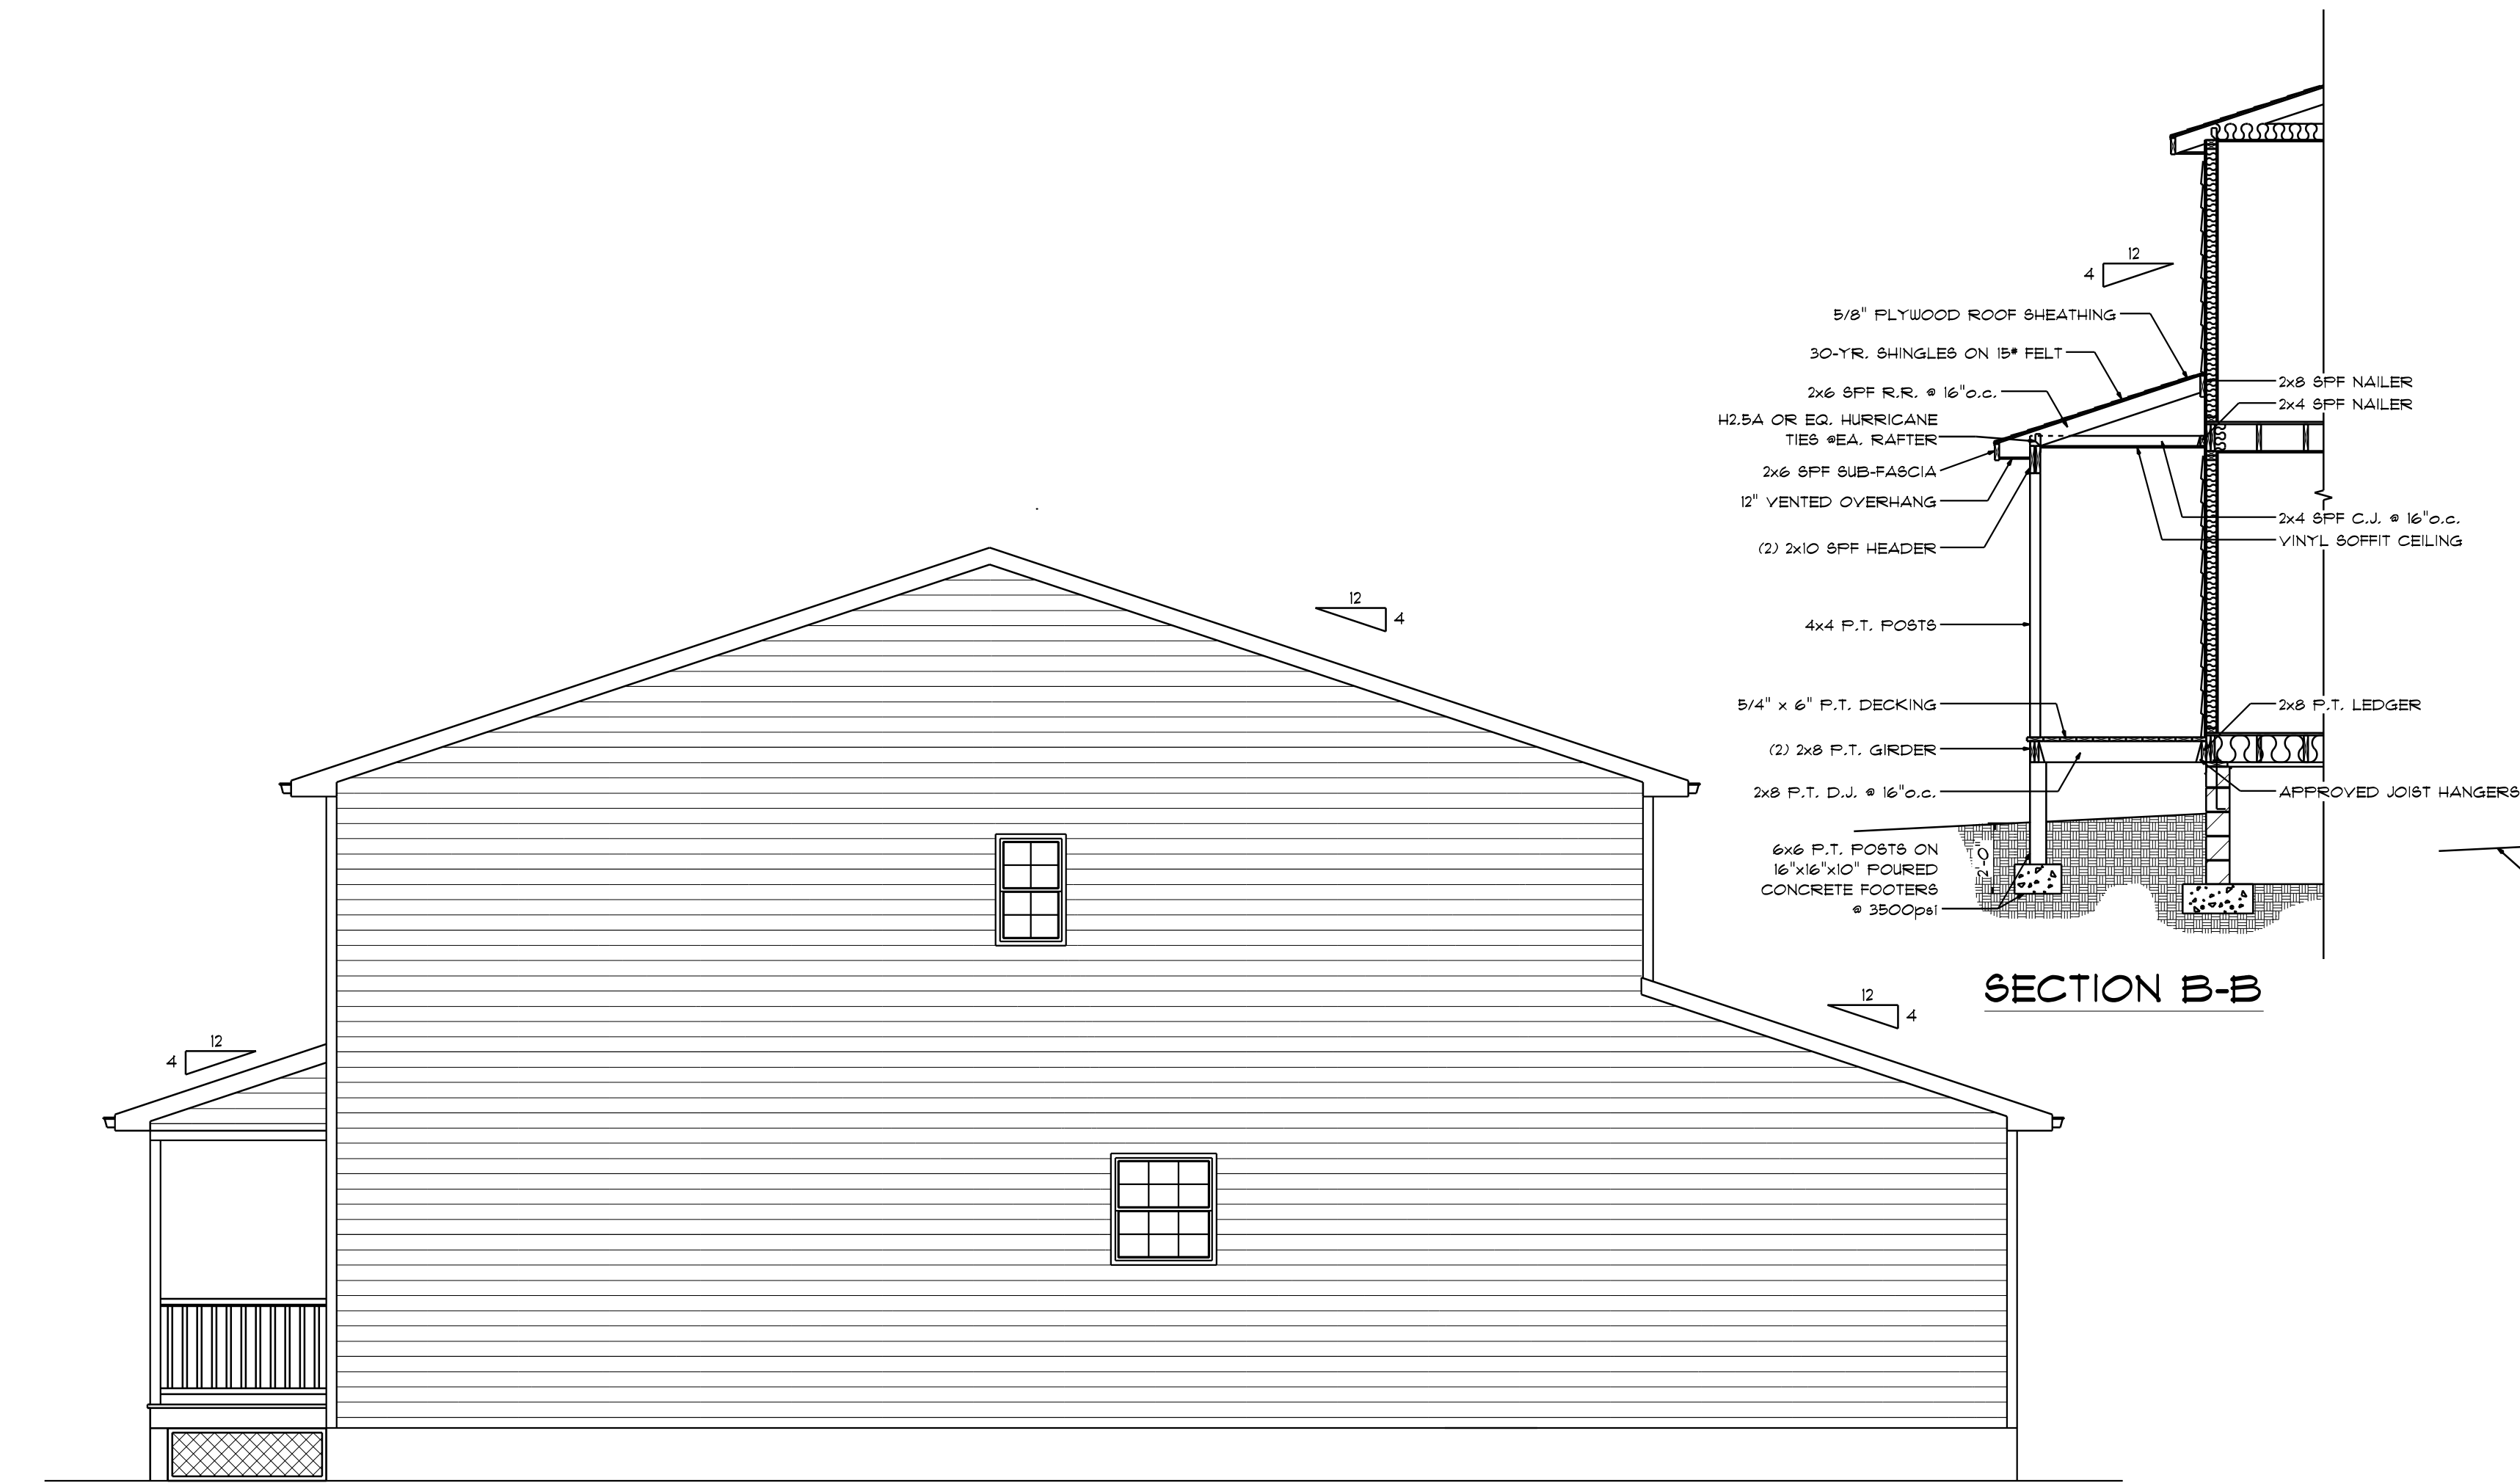 12
4
5/8" PLYWOOD ROOF SHEATHING
30-YR. SHINGLES ON 15# FELT
2x6 SPF R.R. @ 16"o.c.
H2.5A OR EQ. HURRICANE
TIES @EA. RAFTER
2x6 SPF SUB-FASCIA
12" VENTED OVERHANG
(2) 2x10 SPF HEADER
4x4 P.T. POSTS
5/4" x 6" P.T. DECKING
(2) 2x8 P.T. GIRDER
2x8 P.T. D.J. @ 16"o.c.
6x6 P.T. POSTS ON
16"x16"x10" POURED
CONCRETE FOOTERS
@ 3500psi
2'-0"
2x8 SPF NAILER
2x4 SPF NAILER
2x4 SPF C.J. @ 16"o.c.
VINYL SOFFIT CEILING
2x8 P.T. LEDGER
APPROVED JOIST HANGERS
SECTION B-B
12
4
12
4
12
4